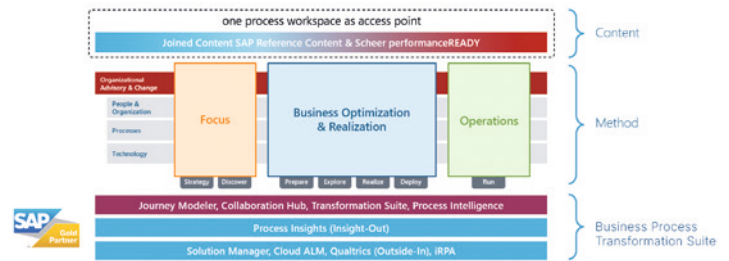 one process workspace as access point
Joined Content SAP Reference Content & Scheer performanceREADY
Content
Organizational
Advisory & Change
People &
Organization
Processes
Technology
Focus
Business Optimization
& Realization
Operations
Method
Strategy
Discover
Prepare
Explore
Realize
Deploy
Run
Journey Modeler, Collaboration Hub, Transformation Suite, Process Intelligence
Process Insights (Insight-Out)
Solution Manager, Cloud ALM, Qualtrics (Outside-In), iRPA
Business Process
Transformation Suite
SAP
Gold
Partner